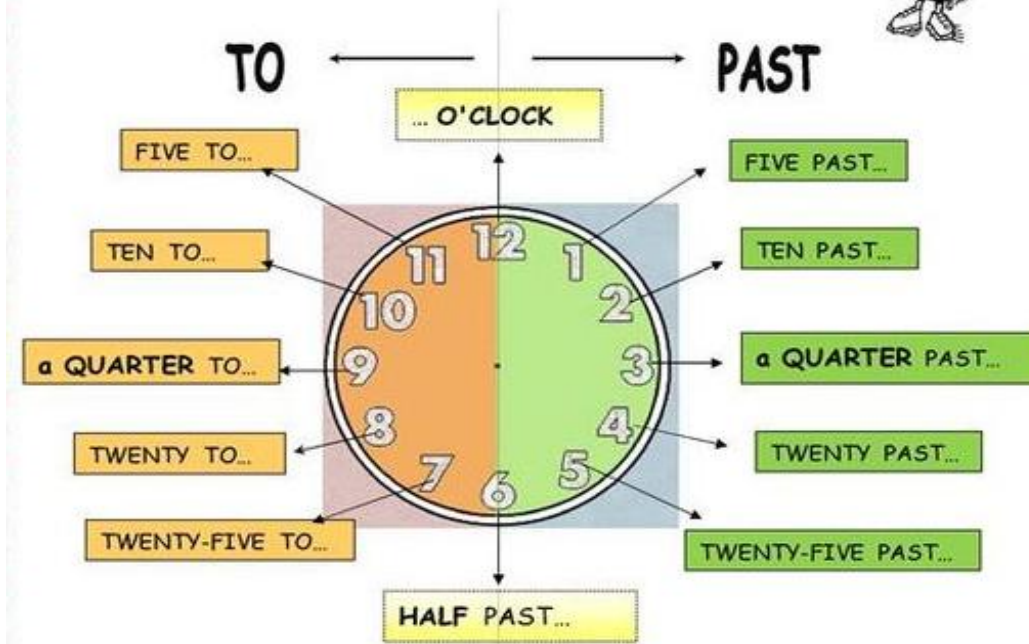 TO PAST
... O'CLOCK
FIVE TO... FIVE PAST...
TEN TO... TEN PAST...
a QUARTER TO... a QUARTER PAST...
TWENTY TO... TWENTY PAST...
TWENTY-FIVE TO... TWENTY-FIVE PAST...
HALF PAST...
12
11 1
10 2
9 3
8 4
7 5
6